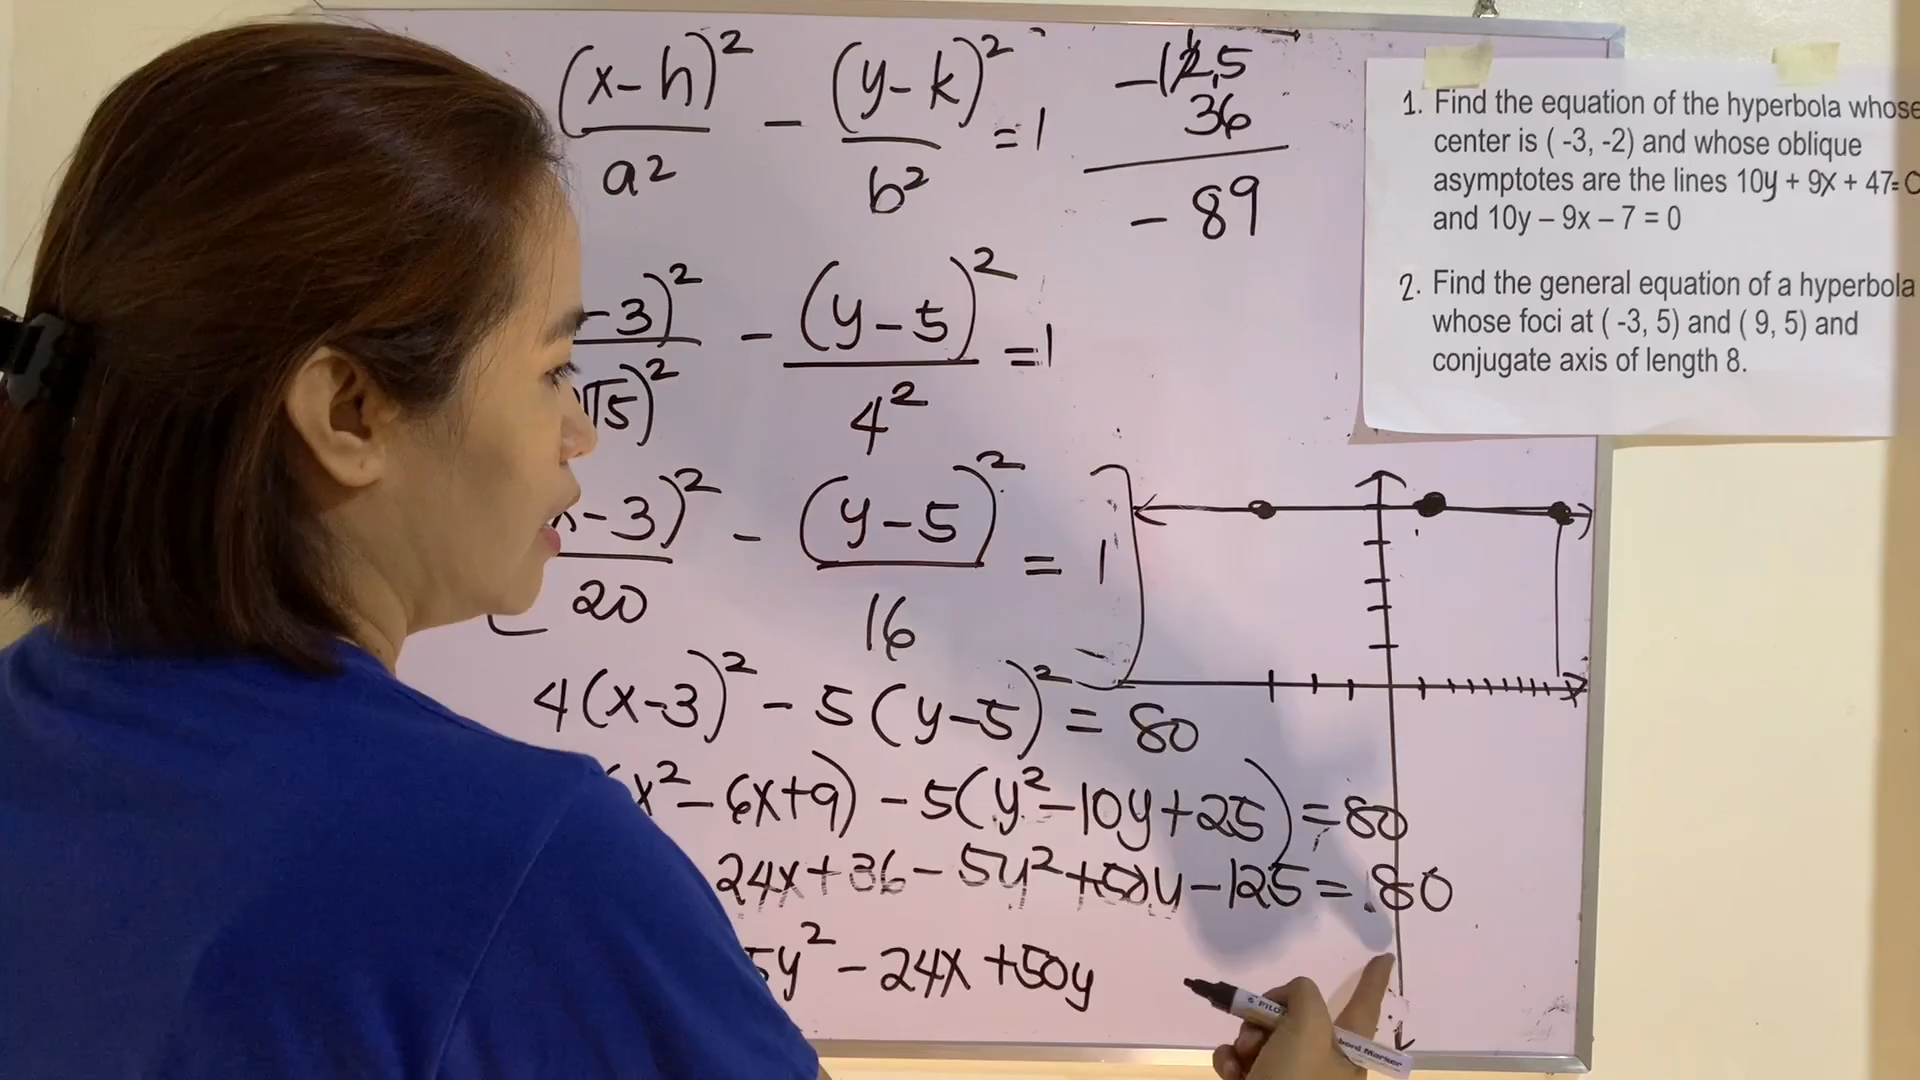 (x-h)² / a² - (y-k)² / b² = 1
-125
36
-89
-3)² / √5)² - (y-5)² / 4² = 1
x-3)² / 20 - (y-5)² / 16 = 1
4(x-3)² - 5(y-5)² = 80
x² - 6x+9) - 5(y²-10y+25) = 80
24x+36 - 5y²+50y-125 = 80
5y² - 24x +50y
1. Find the equation of the hyperbola whose
center is ( -3, -2) and whose oblique
asymptotes are the lines 10y + 9x + 47=0
and 10y – 9x – 7 = 0
2. Find the general equation of a hyperbola
whose foci at ( -3, 5) and ( 9, 5) and
conjugate axis of length 8.
PILOT
Board Marker